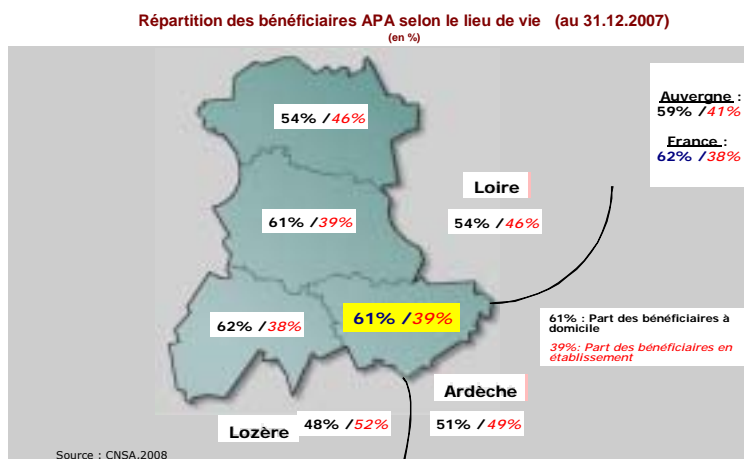 Répartition des bénéficiaires APA selon le lieu de vie (au 31.12.2007)
(en %)
Auvergne :
59% /41%
France :
62% /38%
54% /46%
Loire
54% /46%
61% /39%
62% /38%
61% /39%
61% : Part des bénéficiaires à
domicile
39%: Part des bénéficiaires en
établissement
Ardèche
51% /49%
Lozère
48% /52%
Source : CNSA,2008